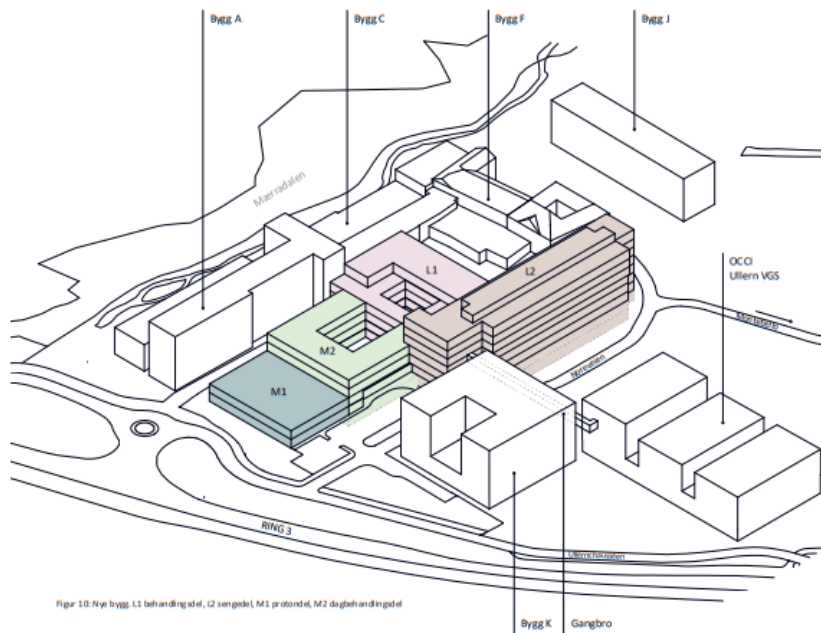 Bygg A
Bygg C
Bygg F
Bygg J
Mærradalen
L1
L2
OCCI
Ullern VGS
Montebello
M2
Noreveien
M1
RING 3
Ullernchausséen
Figur 10: Nye bygg. L1 behandlingsdel, L2 sengedel, M1 protondel, M2 dagbehandlingsdel
Bygg K
Gangbro